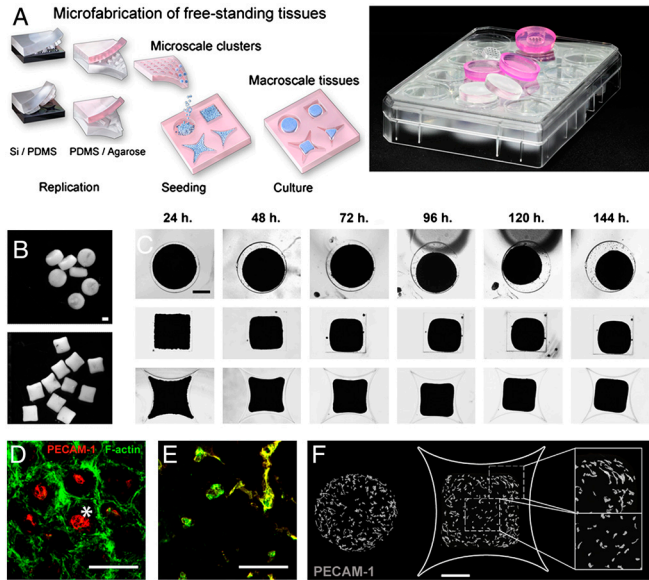 A
Microfabrication of free-standing tissues
Microscale clusters
Macroscale tissues
Si / PDMS
PDMS / Agarose
Replication
Seeding
Culture
B
C
24 h.
48 h.
72 h.
96 h.
120 h.
144 h.
D
PECAM-1
F-actin
*
E
F
PECAM-1